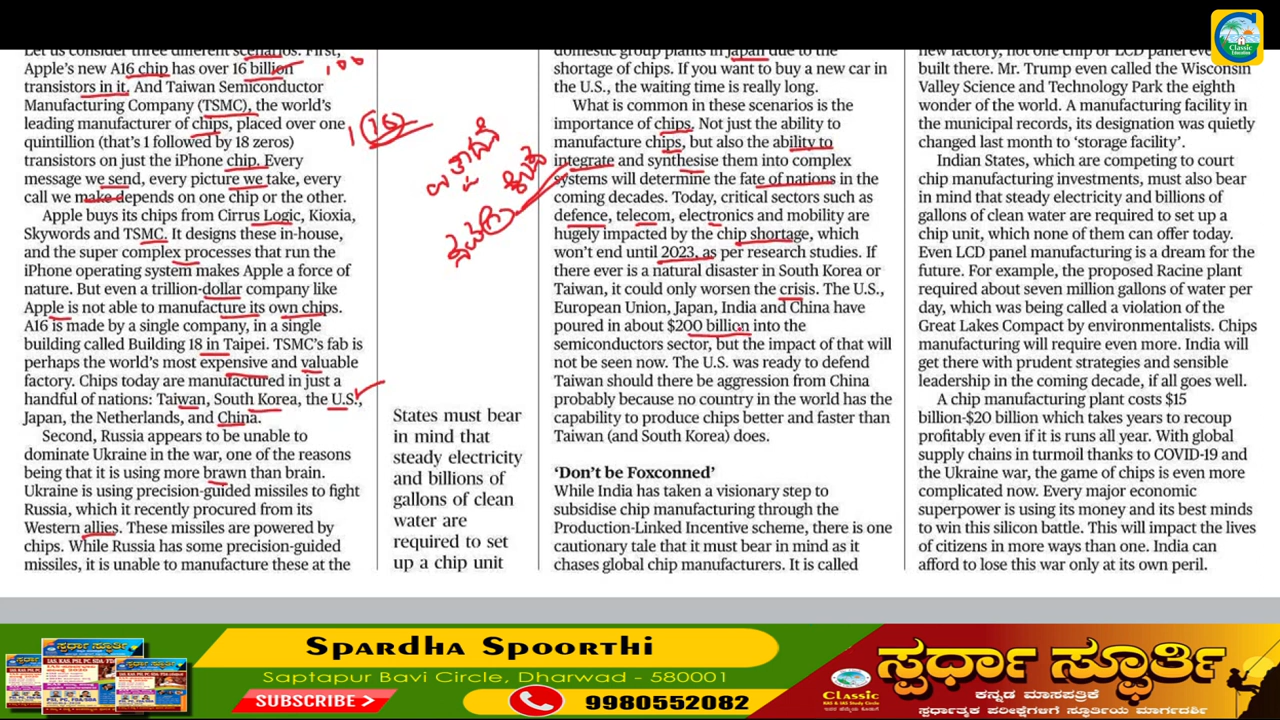 Let us consider three different scenarios. First,
Apple's new A16 chip has over 16 billion
transistors in it. And Taiwan Semiconductor
Manufacturing Company (TSMC), the world's
leading manufacturer of chips, placed over one
quintillion (that's 1 followed by 18 zeros)
transistors on just the iPhone chip. Every
message we send, every picture we take, every
call we make depends on one chip or the other.
Apple buys its chips from Cirrus Logic, Kioxia,
Skywords and TSMC. It designs these in-house,
and the super complex processes that run the
iPhone operating system makes Apple a force of
nature. But even a trillion-dollar company like
Apple is not able to manufacture its own chips.
A16 is made by a single company, in a single
building called Building 18 in Taipei. TSMC's fab is
perhaps the world's most expensive and valuable
factory. Chips today are manufactured in just a
handful of nations: Taiwan, South Korea, the U.S.,
Japan, the Netherlands, and China.
Second, Russia appears to be unable to
dominate Ukraine in the war, one of the reasons
being that it is using more brawn than brain.
Ukraine is using precision-guided missiles to fight
Russia, which it recently procured from its
Western allies. These missiles are powered by
chips. While Russia has some precision-guided
missiles, it is unable to manufacture these at the
States must bear
in mind that
steady electricity
and billions of
gallons of clean
water are
required to set
up a chip unit
domestic group plants in Japan due to the
shortage of chips. If you want to buy a new car in
the U.S., the waiting time is really long.
What is common in these scenarios is the
importance of chips. Not just the ability to
manufacture chips, but also the ability to
integrate and synthesise them into complex
systems will determine the fate of nations in the
coming decades. Today, critical sectors such as
defence, telecom, electronics and mobility are
hugely impacted by the chip shortage, which
won't end until 2023, as per research studies. If
there ever is a natural disaster in South Korea or
Taiwan, it could only worsen the crisis. The U.S.,
European Union, Japan, India and China have
poured in about $200 billion into the
semiconductors sector, but the impact of that will
not be seen now. The U.S. was ready to defend
Taiwan should there be aggression from China
probably because no country in the world has the
capability to produce chips better and faster than
Taiwan (and South Korea) does.
'Don't be Foxconned'
While India has taken a visionary step to
subsidise chip manufacturing through the
Production-Linked Incentive scheme, there is one
cautionary tale that it must bear in mind as it
chases global chip manufacturers. It is called
new factory, not one chip or LCD panel
built there. Mr. Trump even called the Wisconsin
Valley Science and Technology Park the eighth
wonder of the world. A manufacturing facility in
the municipal records, its designation was quietly
changed last month to 'storage facility'.
Indian States, which are competing to court
chip manufacturing investments, must also bear
in mind that steady electricity and billions of
gallons of clean water are required to set up a
chip unit, which none of them can offer today.
Even LCD panel manufacturing is a dream for the
future. For example, the proposed Racine plant
required about seven million gallons of water per
day, which was being called a violation of the
Great Lakes Compact by environmentalists. Chips
manufacturing will require even more. India will
get there with prudent strategies and sensible
leadership in the coming decade, if all goes well.
A chip manufacturing plant costs $15
billion-$20 billion which takes years to recoup
profitably even if it is runs all year. With global
supply chains in turmoil thanks to COVID-19 and
the Ukraine war, the game of chips is even more
complicated now. Every major economic
superpower is using its money and its best minds
to win this silicon battle. This will impact the lives
of citizens in more ways than one. India can
afford to lose this war only at its own peril.
Classic
Education
Spardha Spoorthi
Saptapur Bavi Circle, Dharwad - 580001
SUBSCRIBE
9980552082
Classic
KAS & IAS Study Circle
ಸ್ಪರ್ಧಾ ಸ್ಫೂರ್ತಿ
ಕನ್ನಡ ಮಾಸಪತ್ರಿಕೆ
ಸ್ಪರ್ಧಾತ್ಮಕ ಪರೀಕ್ಷೆಗಳಿಗೆ ಸ್ಫೂರ್ತಿಯ ಮಾರ್ಗದರ್ಶಿ